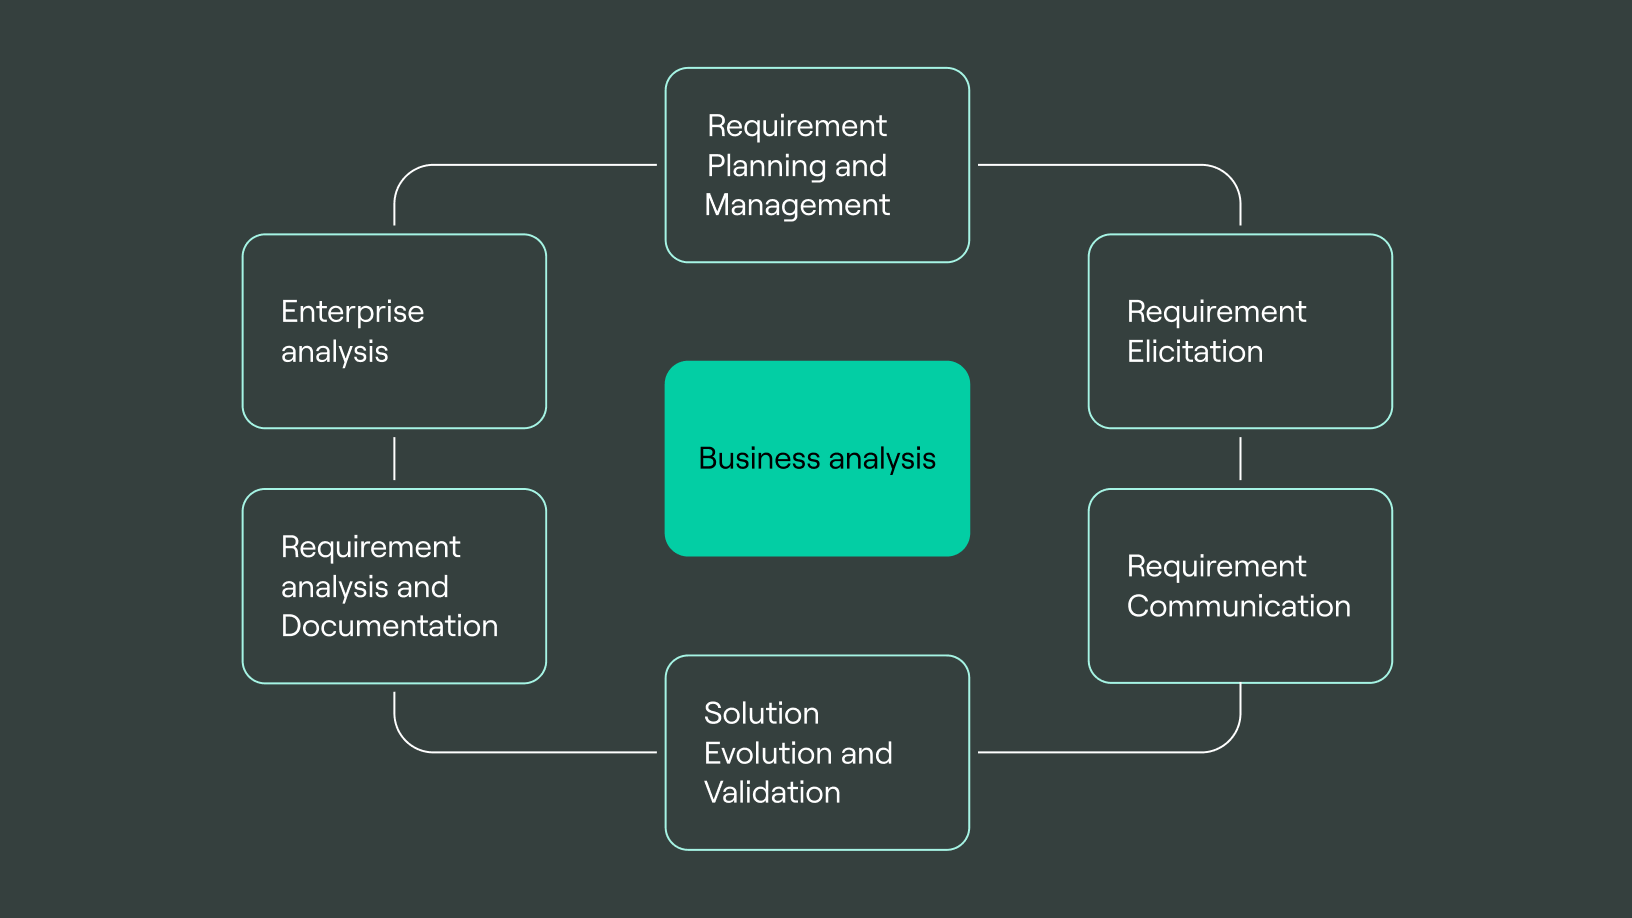 Requirement
Planning and
Management
Enterprise
analysis
Requirement
Elicitation
Business analysis
Requirement
analysis and
Documentation
Requirement
Communication
Solution
Evolution and
Validation